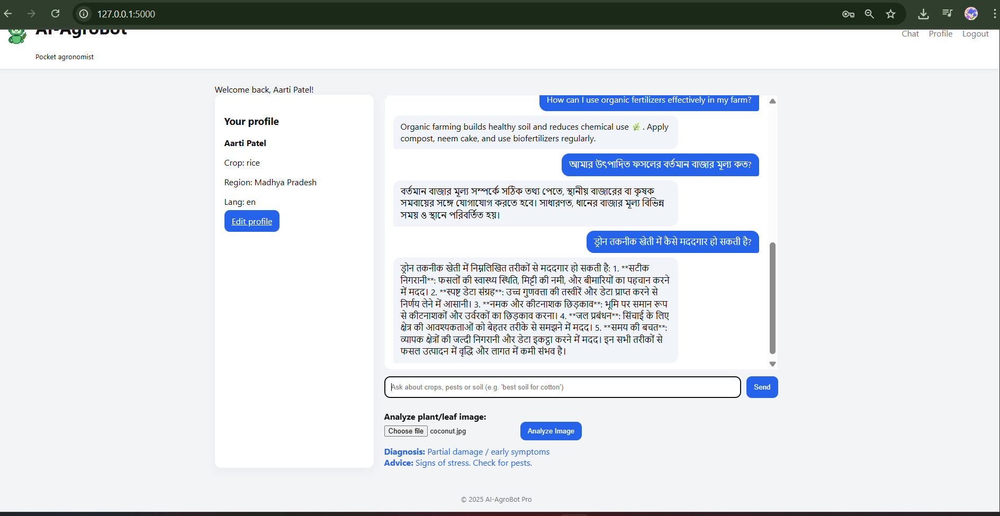 127.0.0.1:5000
AI-AgroBot
Chat Profile Logout
Pocket agronomist
Welcome back, Aarti Patel!
Your profile
Aarti Patel
Crop: rice
Region: Madhya Pradesh
Lang: en
Edit profile
How can I use organic fertilizers effectively in my farm?
Organic farming builds healthy soil and reduces chemical use 🌿 . Apply
compost, neem cake, and use biofertilizers regularly.
আমার উৎপাদিত ফসলের বর্তমান বাজার মূল্য কত?
বর্তমান বাজার মূল্য সম্পর্কে সঠিক তথ্য পেতে, স্থানীয় বাজারের বা কৃষক
সমবায়ের সঙ্গে যোগাযোগ করতে হবে। সাধারণত, ধানের বাজার মূল্য বিভিন্ন
সময় ও স্থানে পরিবর্তিত হয়।
ड्रोन तकनीक खेती में कैसे मददगार हो सकती है?
ड्रोन तकनीक खेती में निम्नलिखित तरीकों से मददगार हो सकती है: 1. **सटीक
निगरानी**: फसलों की स्वास्थ्य स्थिति, मिट्टी की नमी, और बीमारियों का पहचान करने
में मदद। 2. **स्पष्ट डेटा संग्रह**: उच्च गुणवत्ता की तस्वीरें और डेटा प्राप्त करने से
निर्णय लेने में आसानी। 3. **नमक और कीटनाशक छिड़काव**: भूमि पर समान रूप
से कीटनाशकों और उर्वरकों का छिड़काव करना। 4. **जल प्रबंधन**: सिंचाई के लिए
क्षेत्र की आवश्यकताओं को बेहतर तरीके से समझने में मदद। 5. **समय की बचत**:
व्यापक क्षेत्रों की जल्दी निगरानी और डेटा इकट्ठा करने में मदद। इन सभी तरीकों से
फसल उत्पादन में वृद्धि और लागत में कमी संभव है।
Ask about crops, pests or soil (e.g. 'best soil for cotton')
Send
Analyze plant/leaf image:
Choose file coconut.jpg
Analyze Image
Diagnosis: Partial damage / early symptoms
Advice: Signs of stress. Check for pests.
© 2025 AI-AgroBot Pro